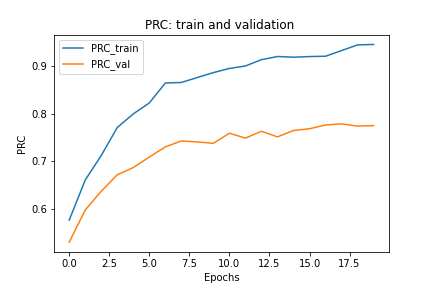 PRC: train and validation
PRC_train
PRC_val
PRC
0.9
0.8
0.7
0.6
0.0 2.5 5.0 7.5 10.0 12.5 15.0 17.5
Epochs